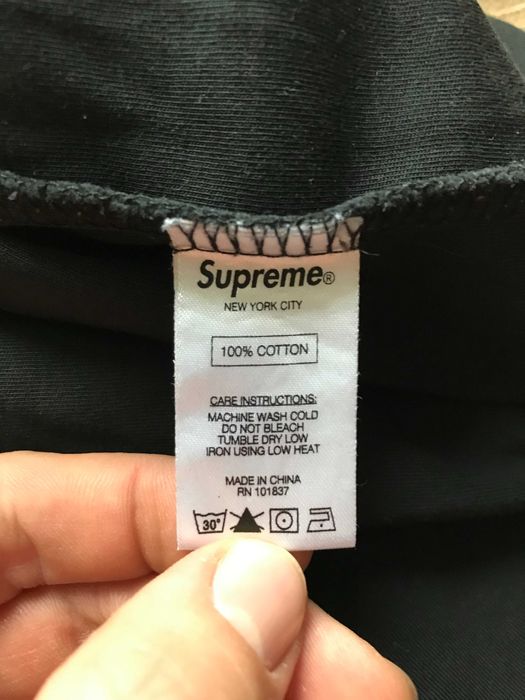 Supreme®
NEW YORK CITY
100% COTTON
CARE INSTRUCTIONS:
MACHINE WASH COLD
DO NOT BLEACH
TUMBLE DRY LOW
IRON USING LOW HEAT
MADE IN CHINA
RN 101837
30°